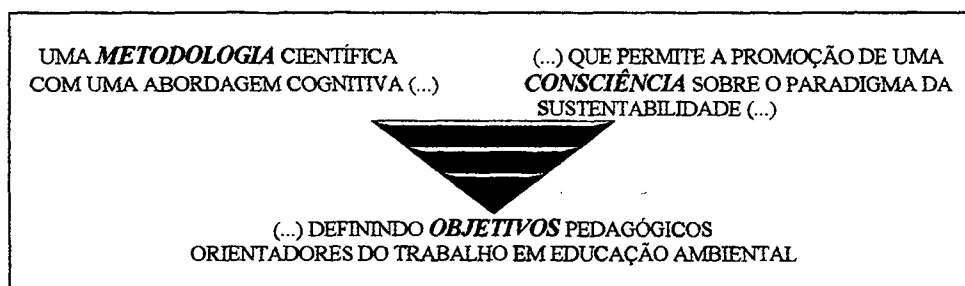 UMA METODOLOGIA CIENTÍFICA
COM UMA ABORDAGEM COGNITIVA (...)
(...) QUE PERMITE A PROMOÇÃO DE UMA
CONSCIÊNCIA SOBRE O PARADIGMA DA
SUSTENTABILIDADE (...)
(...) DEFININDO OBJETIVOS PEDAGÓGICOS
ORIENTADORES DO TRABALHO EM EDUCAÇÃO AMBIENTAL